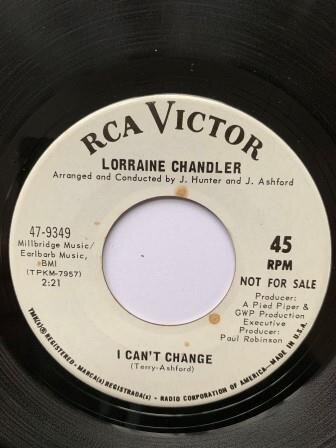 RCA VICTOR
LORRAINE CHANDLER
Arranged and Conducted by J. Hunter and J. Ashford
47-9349
Millbridge Music/
Earlbarb Music,
BMI
(TPKM-7957)
2:21
45
RPM
NOT FOR SALE
Producer:
A Pied Piper &
GWP Production
Executive
Producer:
Paul Robinson
I CAN'T CHANGE
(Terry-Ashford)
TMK(s) ® REGISTERED • MARCA(s) REGISTRADA(s) • RADIO CORPORATION OF AMERICA—MADE IN U.S.A.